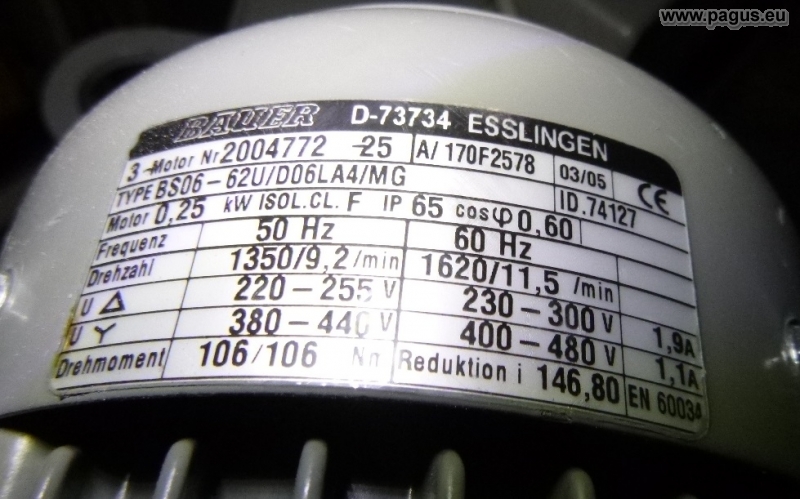 www.pagus.eu
BAUER D-73734 ESSLINGEN
3~Motor Nr 2004772 -25 A/ 170F2578 03/05 CE
TYPE BS06-62U/D06LA4/MG ID.74127
Motor 0,25 kW ISOL.CL. F IP 65 cosφ 0,60
Frequenz 50 Hz 60 Hz
Drehzahl 1350/9,2/min 1620/11,5 /min
U Δ 220-255 V 230-300 V 1,9A
U Y 380-440 V 400-480 V 1,1A
Drehmoment 106/106 Nm Reduktion i 146,80 EN 60034